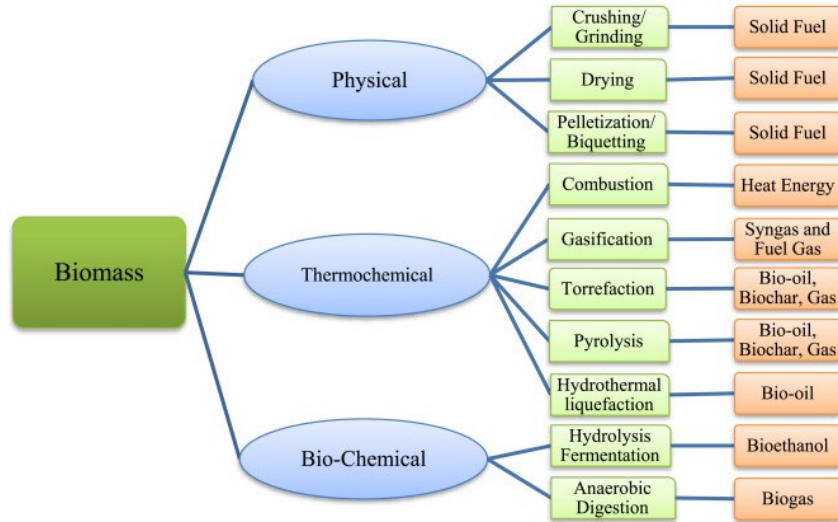 Biomass
Physical
Crushing/
Grinding
Solid Fuel
Drying
Solid Fuel
Pelletization/
Biquetting
Solid Fuel
Thermochemical
Combustion
Heat Energy
Gasification
Syngas and
Fuel Gas
Torrefaction
Bio-oil,
Biochar, Gas
Pyrolysis
Bio-oil,
Biochar, Gas
Hydrothermal
liquefaction
Bio-oil
Bio-Chemical
Hydrolysis
Fermentation
Bioethanol
Anaerobic
Digestion
Biogas